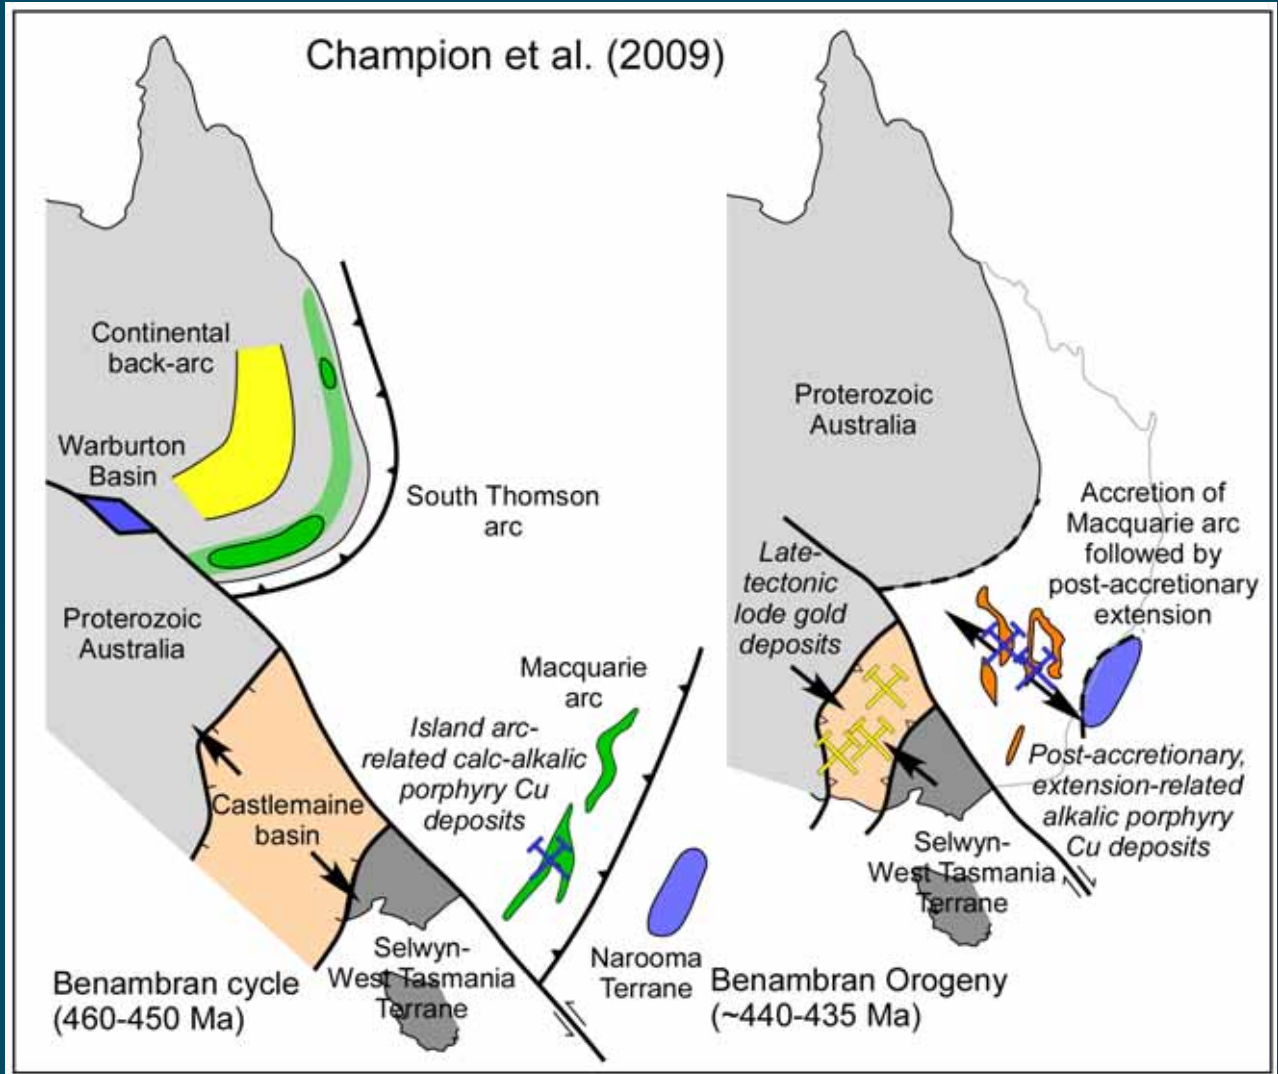 Champion et al. (2009)
Continental
back-arc
Warburton
Basin
South Thomson
arc
Proterozoic
Australia
Macquarie
arc
Island arc-
related calc-alkalic
porphyry Cu
deposits
Castlemaine
basin
Selwyn-
West Tasmania
Terrane
Narooma
Terrane
Benambran cycle
(460-450 Ma)
Proterozoic
Australia
Accretion of
Macquarie arc
followed by
post-accretionary
extension
Late-
tectonic
lode gold
deposits
Post-accretionary,
extension-related
alkalic porphyry
Cu deposits
Selwyn-
West Tasmania
Terrane
Benambran Orogeny
(~440-435 Ma)